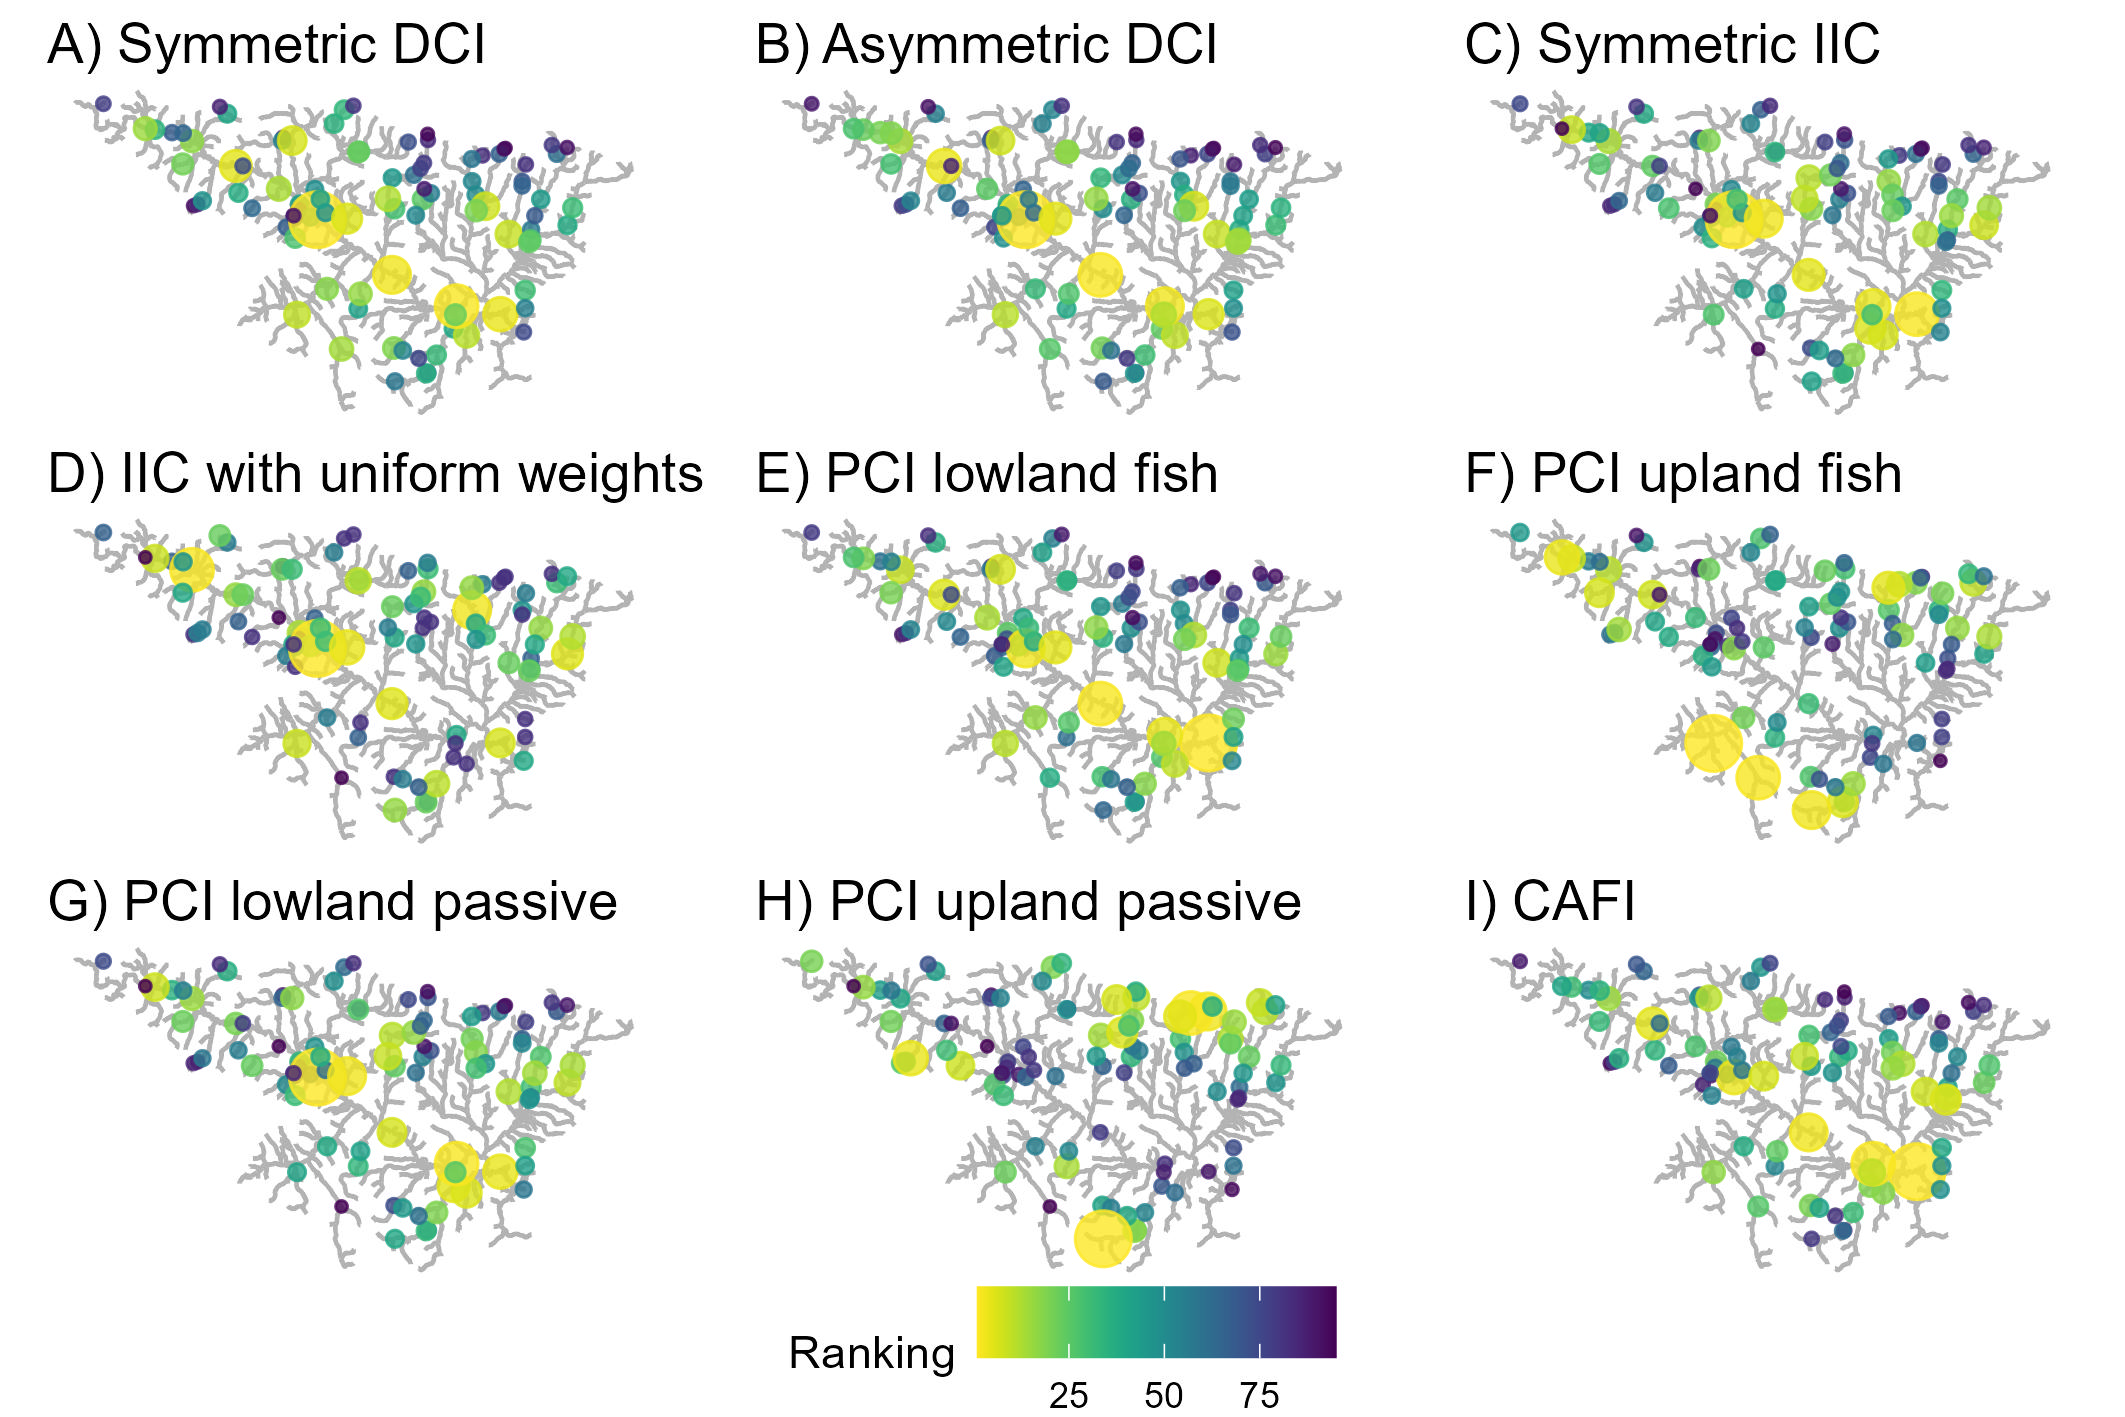 A) Symmetric DCI
B) Asymmetric DCI
C) Symmetric IIC
D) IIC with uniform weights
E) PCI lowland fish
F) PCI upland fish
G) PCI lowland passive
H) PCI upland passive
I) CAFI
Ranking
25 50 75